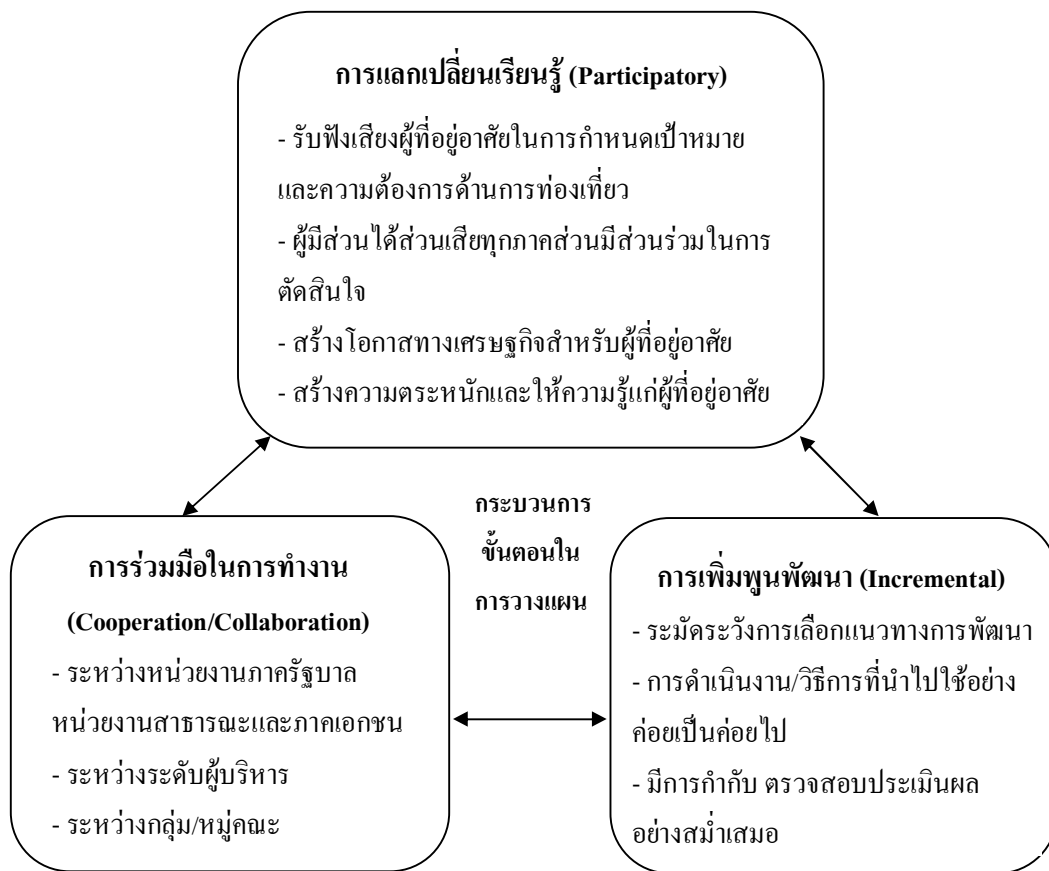 การแลกเปลี่ยนเรียนรู้ (Participatory)
- รับฟังเสียงผู้ที่อยู่อาศัยในการกำหนดเป้าหมาย
และความต้องการด้านการท่องเที่ยว
- ผู้มีส่วนได้ส่วนเสียทุกภาคส่วนมีส่วนร่วมในการ
ตัดสินใจ
- สร้างโอกาสทางเศรษฐกิจสำหรับผู้ที่อยู่อาศัย
- สร้างความตระหนักและให้ความรู้แก่ผู้ที่อยู่อาศัย
กระบวนการ
ขั้นตอนใน
การวางแผน
การร่วมมือในการทำงาน
(Cooperation/Collaboration)
- ระหว่างหน่วยงานภาครัฐบาล
หน่วยงานสาธารณะและภาคเอกชน
- ระหว่างระดับผู้บริหาร
- ระหว่างกลุ่ม/หมู่คณะ
การเพิ่มพูนพัฒนา (Incremental)
- ระมัดระวังการเลือกแนวทางการพัฒนา
- การดำเนินงาน/วิธีการที่นำไปใช้อย่าง
ค่อยเป็นค่อยไป
- มีการกำกับ ตรวจสอบประเมินผล
อย่างสม่ำเสมอ